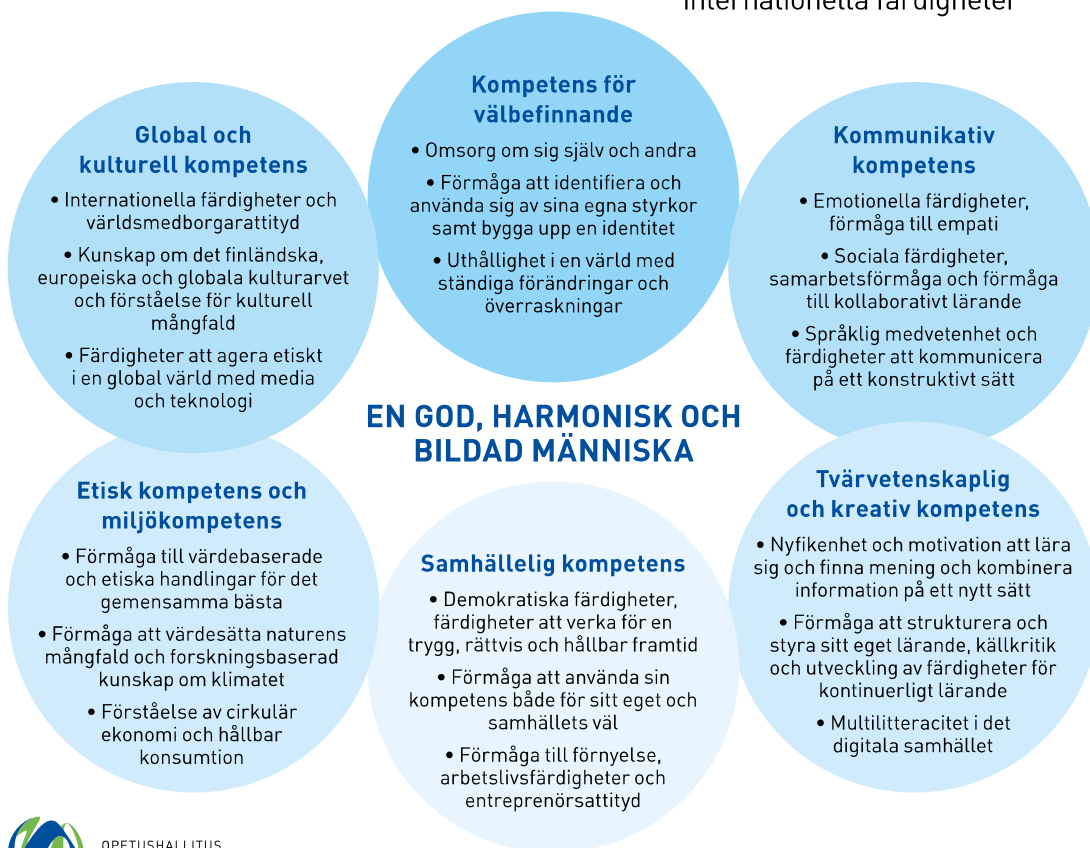 internationella färdigheter
Kompetens för
välbefinnande
• Omsorg om sig själv och andra
• Förmåga att identifiera och
använda sig av sina egna styrkor
samt bygga upp en identitet
• Uthållighet i en värld med
ständiga förändringar och
överraskningar
Global och
kulturell kompetens
• Internationella färdigheter och
världsmedborgarattityd
• Kunskap om det finländska,
europeiska och globala kulturarvet
och förståelse för kulturell
mångfald
• Färdigheter att agera etiskt
i en global värld med media
och teknologi
Kommunikativ
kompetens
• Emotionella färdigheter,
förmåga till empati
• Sociala färdigheter,
samarbetsförmåga och förmåga
till kollaborativt lärande
• Språklig medvetenhet och
färdigheter att kommunicera
på ett konstruktivt sätt
EN GOD, HARMONISK OCH
BILDAD MÄNNISKA
Etisk kompetens och
miljökompetens
• Förmåga till värdebaserade
och etiska handlingar för det
gemensamma bästa
• Förmåga att värdesätta naturens
mångfald och forskningsbaserad
kunskap om klimatet
• Förståelse av cirkulär
ekonomi och hållbar
konsumtion
Samhällelig kompetens
• Demokratiska färdigheter,
färdigheter att verka för en
trygg, rättvis och hållbar framtid
• Förmåga att använda sin
kompetens både för sitt eget och
samhällets väl
• Förmåga till förnyelse,
arbetslivsfärdigheter och
entreprenörsattityd
Tvärvetenskaplig
och kreativ kompetens
• Nyfikenhet och motivation att lära
sig och finna mening och kombinera
information på ett nytt sätt
• Förmåga att strukturera och
styra sitt eget lärande, källkritik
och utveckling av färdigheter för
kontinuerligt lärande
• Multilitteracitet i det
digitala samhället
OPETUSHALLITUS